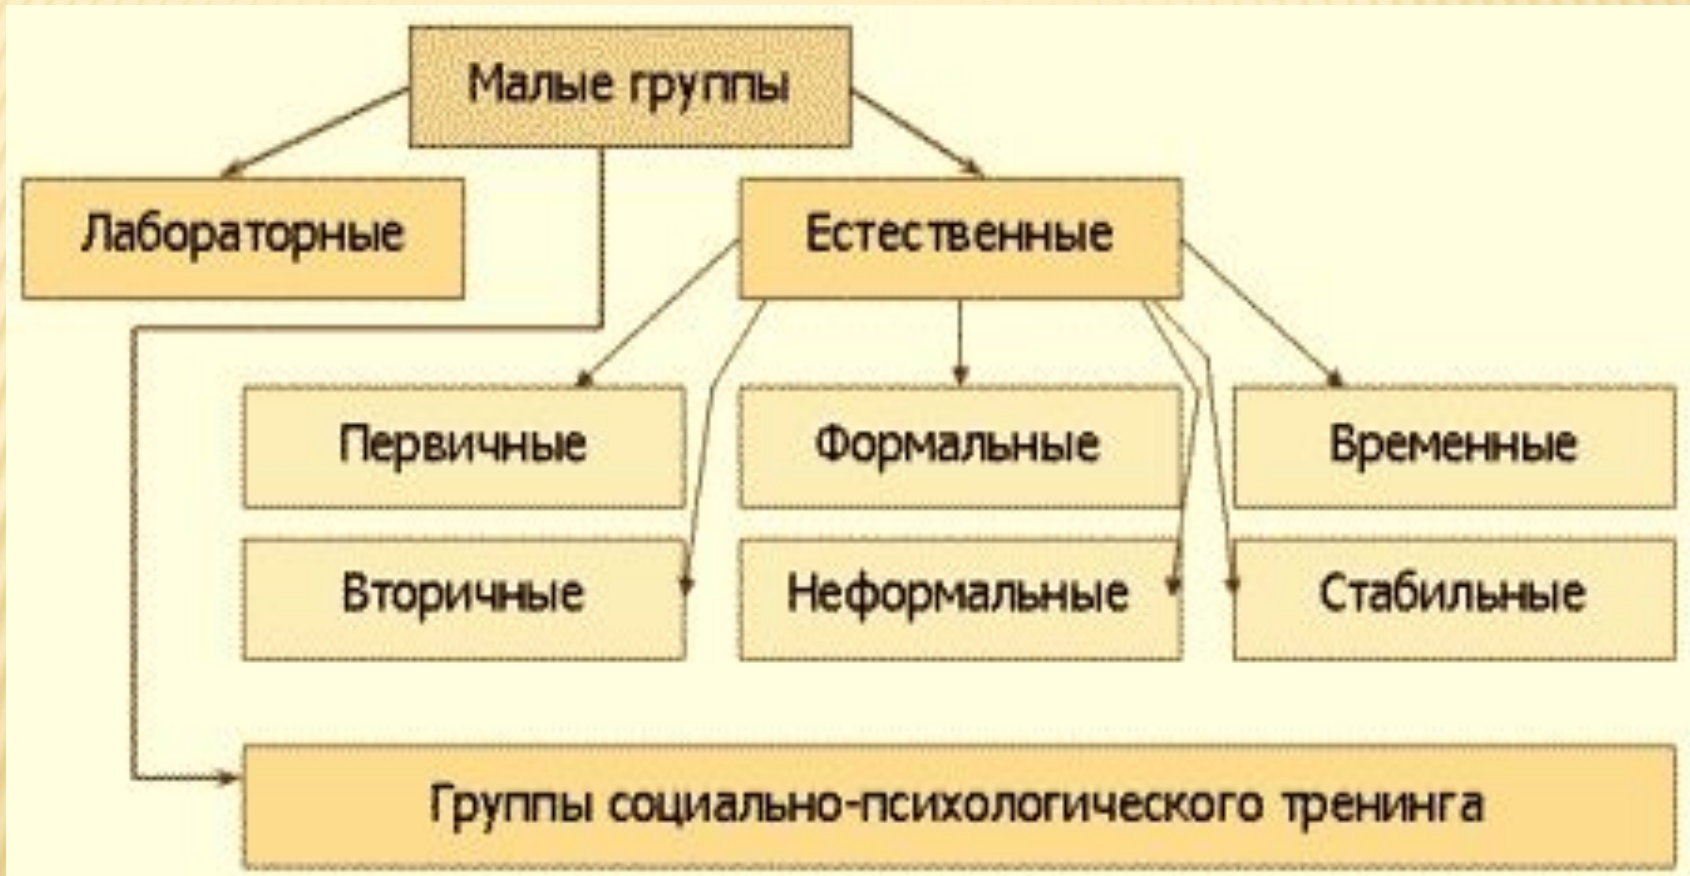 Малые группы
Лабораторные
Естественные
Первичные
Формальные
Временные
Вторичные
Неформальные
Стабильные
Группы социально-психологического тренинга